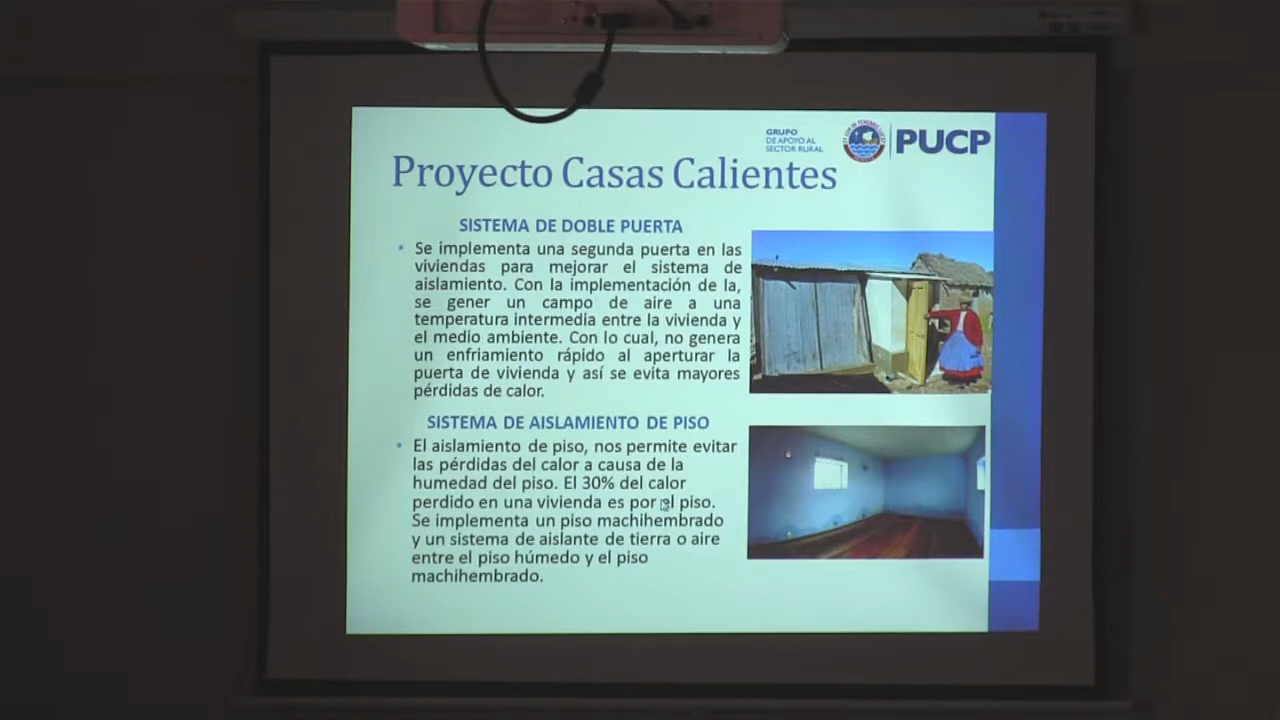 GRUPO
DE APOYO AL
SECTOR RURAL
PUCP
Proyecto Casas Calientes
SISTEMA DE DOBLE PUERTA
• Se implementa una segunda puerta en las
viviendas para mejorar el sistema de
aislamiento. Con la implementación de la,
se gener un campo de aire a una
temperatura intermedia entre la vivienda y
el medio ambiente. Con lo cual, no genera
un enfriamiento rápido al aperturar la
puerta de vivienda y así se evita mayores
pérdidas de calor.
SISTEMA DE AISLAMIENTO DE PISO
• El aislamiento de piso, nos permite evitar
las pérdidas del calor a causa de la
humedad del piso. El 30% del calor
perdido en una vivienda es por el piso.
Se implementa un piso machihembrado
y un sistema de aislante de tierra o aire
entre el piso húmedo y el piso
machihembrado.